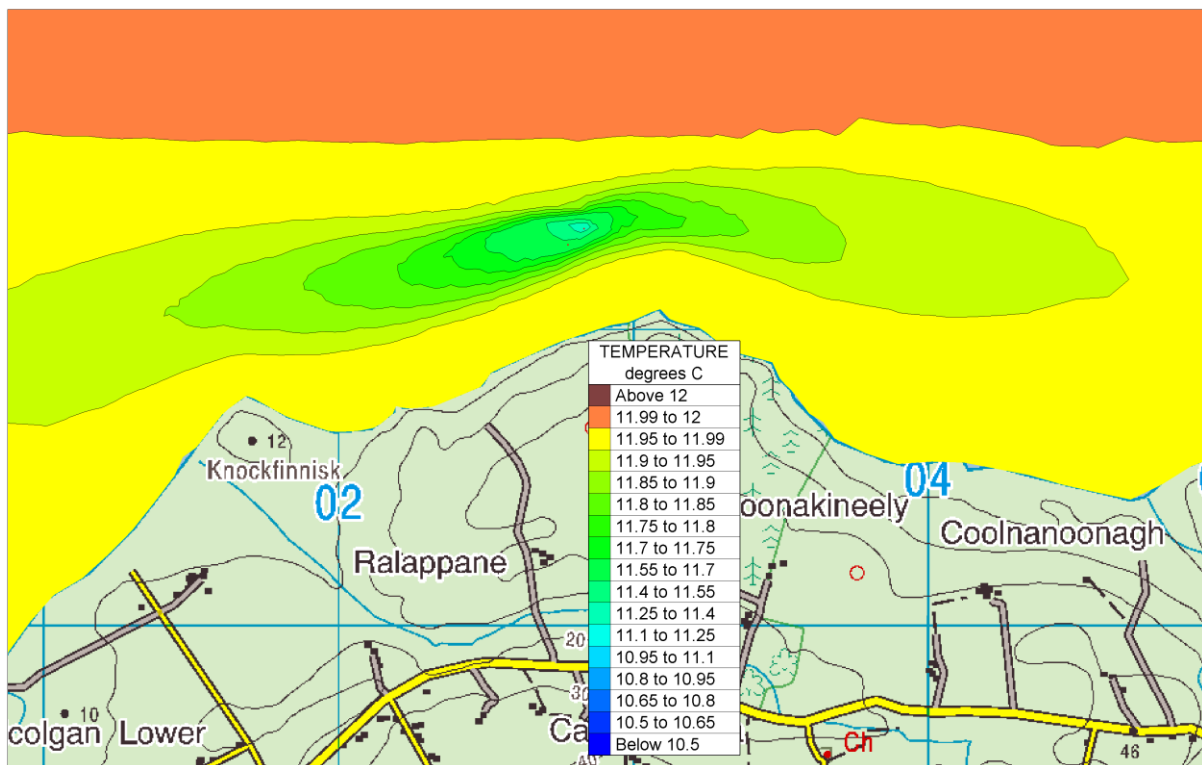 TEMPERATURE
degrees C
Above 12
11.99 to 12
11.95 to 11.99
11.9 to 11.95
11.85 to 11.9
11.8 to 11.85
11.75 to 11.8
11.7 to 11.75
11.55 to 11.7
11.4 to 11.55
11.25 to 11.4
11.1 to 11.25
10.95 to 11.1
10.8 to 10.95
10.65 to 10.8
10.5 to 10.65
Below 10.5
12
Knockfinnisk
02
04
oonakineely
Coolnanoonagh
Ralappane
20
30
10
colgan Lower
Ca
Ch
40
46